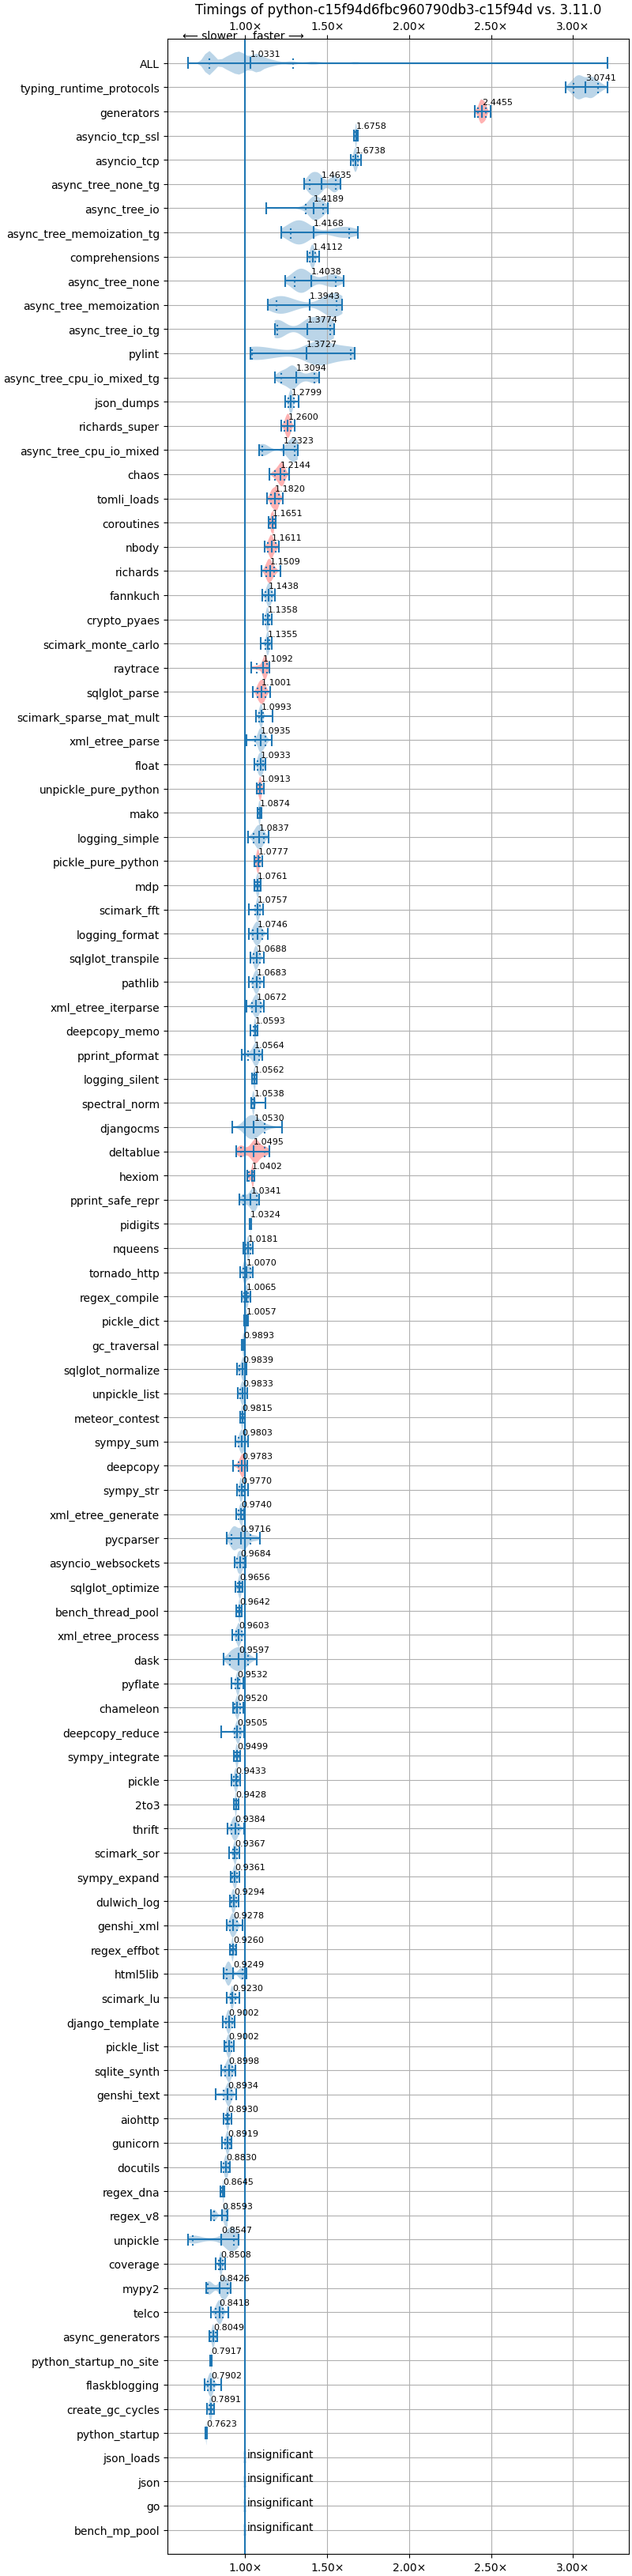 Timings of python-c15f94d6fbc960790db3-c15f94d vs. 3.11.0
1.00× 1.50× 2.00× 2.50× 3.00×
⟵ slower faster ⟶
ALL 1.0331
typing_runtime_protocols 3.0741
generators 2.4455
asyncio_tcp_ssl 1.6758
asyncio_tcp 1.6738
async_tree_none_tg 1.4635
async_tree_io 1.4189
async_tree_memoization_tg 1.4168
comprehensions 1.4112
async_tree_none 1.4038
async_tree_memoization 1.3943
async_tree_io_tg 1.3774
pylint 1.3727
async_tree_cpu_io_mixed_tg 1.3094
json_dumps 1.2799
richards_super 1.2600
async_tree_cpu_io_mixed 1.2323
chaos 1.2144
tomli_loads 1.1820
coroutines 1.1651
nbody 1.1611
richards 1.1509
fannkuch 1.1438
crypto_pyaes 1.1358
scimark_monte_carlo 1.1355
raytrace 1.1092
sqlglot_parse 1.1001
scimark_sparse_mat_mult 1.0993
xml_etree_parse 1.0935
float 1.0933
unpickle_pure_python 1.0913
mako 1.0874
logging_simple 1.0837
pickle_pure_python 1.0777
mdp 1.0761
scimark_fft 1.0757
logging_format 1.0746
sqlglot_transpile 1.0688
pathlib 1.0683
xml_etree_iterparse 1.0672
deepcopy_memo 1.0593
pprint_pformat 1.0564
logging_silent 1.0562
spectral_norm 1.0538
djangocms 1.0530
deltablue 1.0495
hexiom 1.0402
pprint_safe_repr 1.0341
pidigits 1.0324
nqueens 1.0181
tornado_http 1.0070
regex_compile 1.0065
pickle_dict 1.0057
gc_traversal 0.9893
sqlglot_normalize 0.9839
unpickle_list 0.9833
meteor_contest 0.9815
sympy_sum 0.9803
deepcopy 0.9783
sympy_str 0.9770
xml_etree_generate 0.9740
pycparser 0.9716
asyncio_websockets 0.9684
sqlglot_optimize 0.9656
bench_thread_pool 0.9642
xml_etree_process 0.9603
dask 0.9597
pyflate 0.9532
chameleon 0.9520
deepcopy_reduce 0.9505
sympy_integrate 0.9499
pickle 0.9433
2to3 0.9428
thrift 0.9384
scimark_sor 0.9367
sympy_expand 0.9361
dulwich_log 0.9294
genshi_xml 0.9278
regex_effbot 0.9260
html5lib 0.9249
scimark_lu 0.9230
django_template 0.9002
pickle_list 0.9002
sqlite_synth 0.8998
genshi_text 0.8934
aiohttp 0.8930
gunicorn 0.8919
docutils 0.8830
regex_dna 0.8645
regex_v8 0.8593
unpickle 0.8547
coverage 0.8508
mypy2 0.8426
telco 0.8418
async_generators 0.8049
python_startup_no_site 0.7917
flaskblogging 0.7902
create_gc_cycles 0.7891
python_startup 0.7623
json_loads insignificant
json insignificant
go insignificant
bench_mp_pool insignificant
1.00× 1.50× 2.00× 2.50× 3.00×